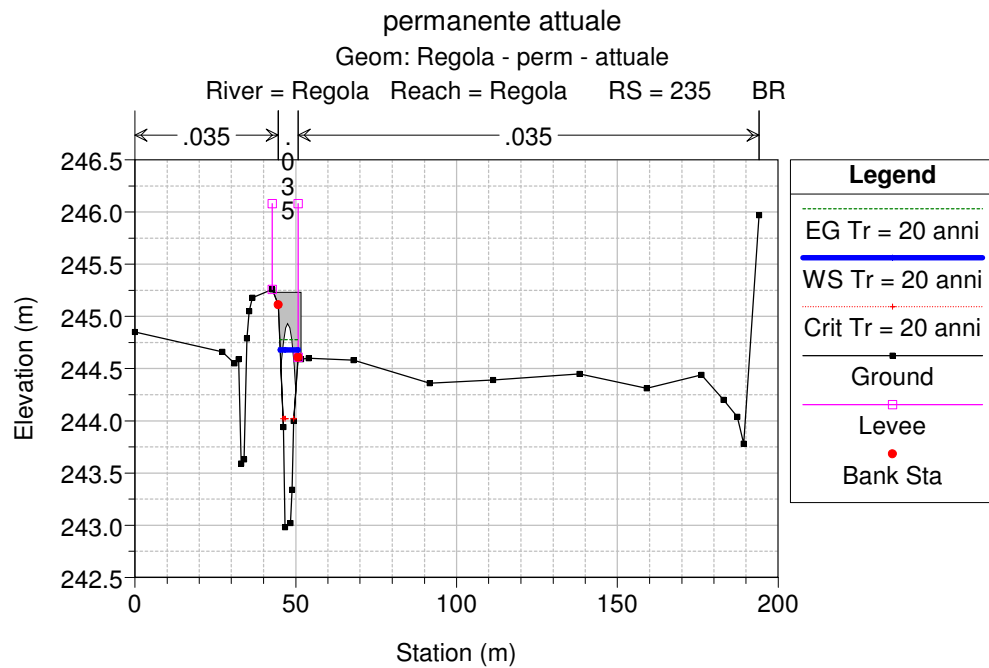 permanente attuale
Geom: Regola - perm - attuale
River = Regola Reach = Regola RS = 235 BR
.035 .035 .035
246.5
246.0
245.5
245.0
244.5
244.0
243.5
243.0
242.5
0 50 100 150 200
Station (m)
Elevation (m)
Legend
EG Tr = 20 anni
WS Tr = 20 anni
Crit Tr = 20 anni
Ground
Levee
Bank Sta